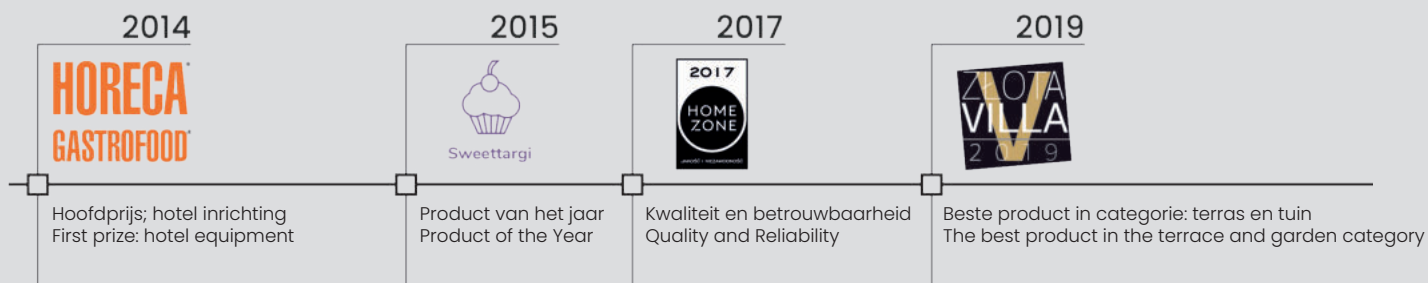 2014
HORECA
GASTROFOOD
Hoofdprijs; hotel inrichting
First prize: hotel equipment
2015
Sweettargi
Product van het jaar
Product of the Year
2017
2017
HOME
ZONE
JAKOŚĆ I NIEZAWODNOŚĆ
Kwaliteit en betrouwbaarheid
Quality and Reliability
2019
ZŁOTA
VILLA
V
2019
Beste product in categorie: terras en tuin
The best product in the terrace and garden category